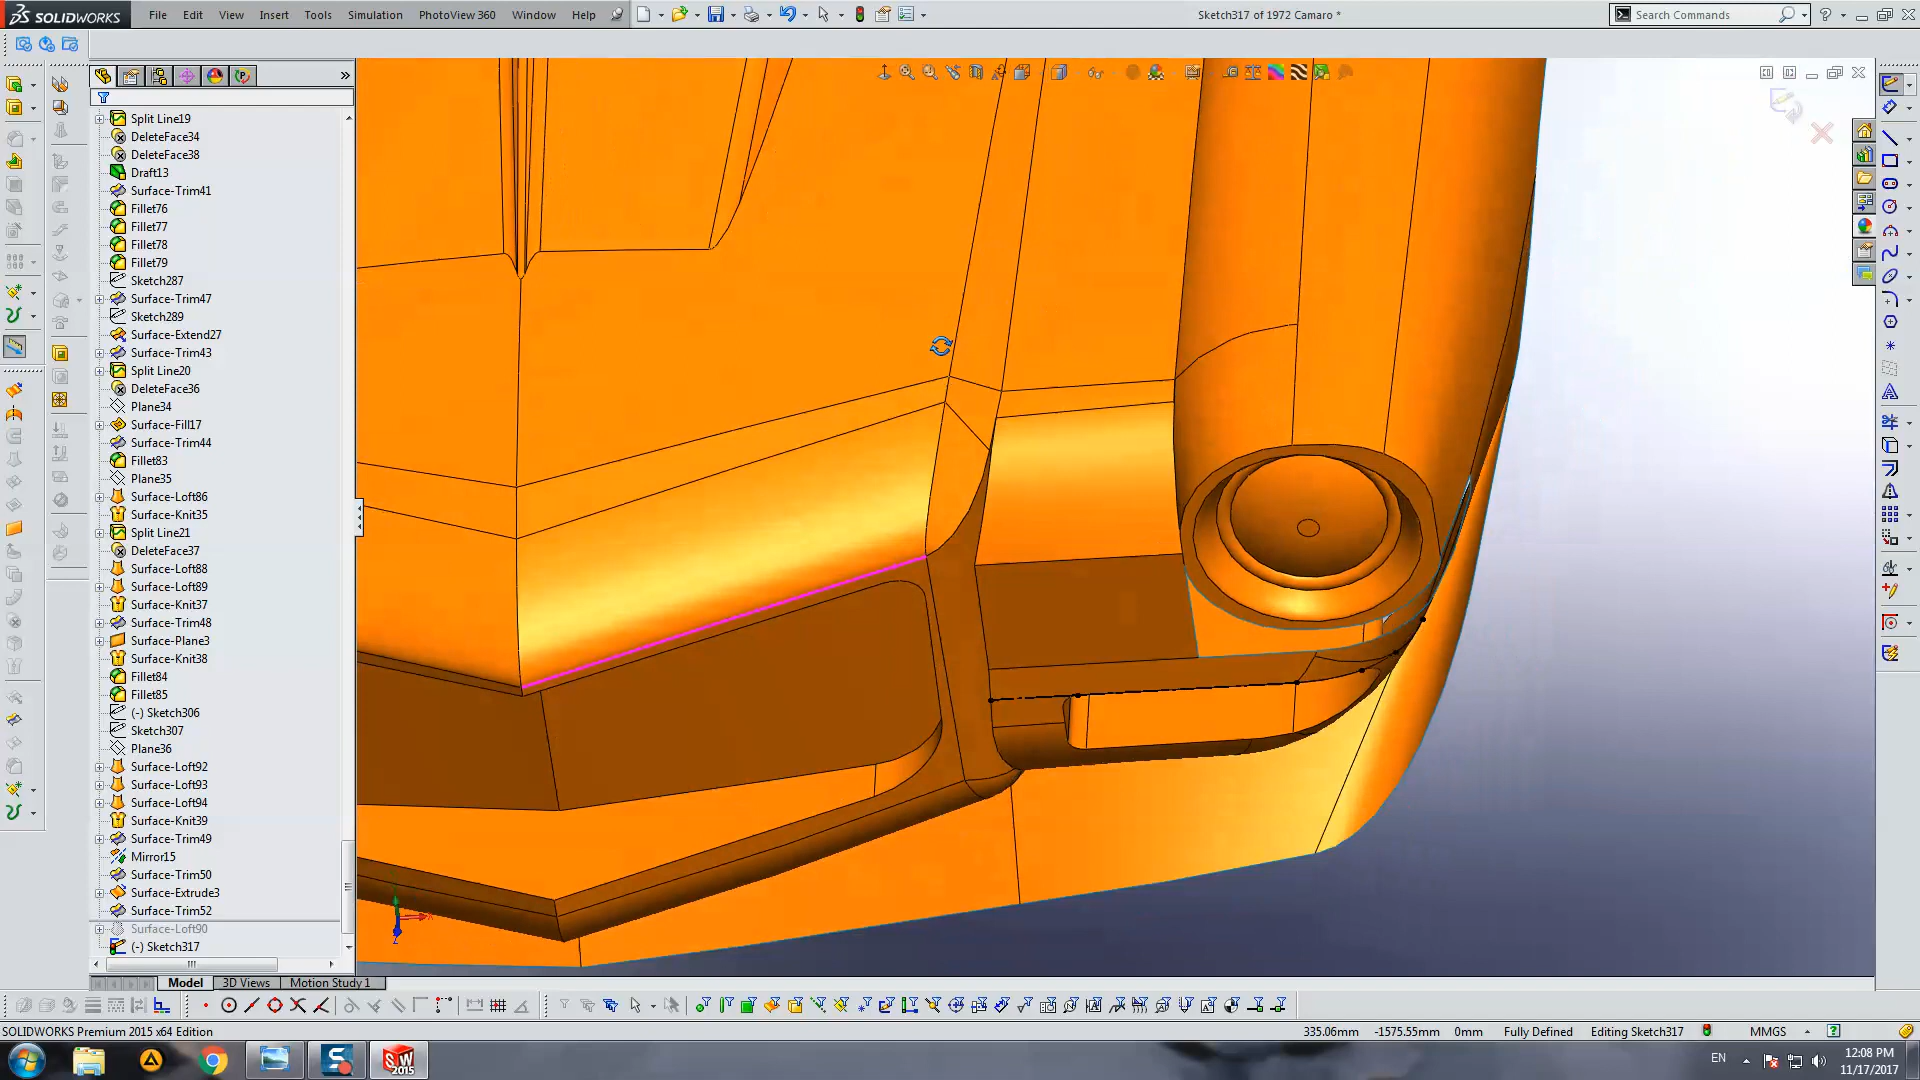 SOLIDWORKS
File Edit View Insert Tools Simulation PhotoView 360 Window Help
Sketch317 of 1972 Camaro *
Search Commands
Split Line19
DeleteFace34
DeleteFace38
Draft13
Surface-Trim41
Fillet76
Fillet77
Fillet78
Fillet79
Sketch287
Surface-Trim47
Sketch289
Surface-Extend27
Surface-Trim43
Split Line20
DeleteFace36
Plane34
Surface-Fill17
Surface-Trim44
Fillet83
Plane35
Surface-Loft86
Surface-Knit35
Split Line21
DeleteFace37
Surface-Loft88
Surface-Loft89
Surface-Knit37
Surface-Trim48
Surface-Plane3
Surface-Knit38
Fillet84
Fillet85
(-) Sketch306
Sketch307
Plane36
Surface-Loft92
Surface-Loft93
Surface-Loft94
Surface-Knit39
Surface-Trim49
Mirror15
Surface-Trim50
Surface-Extrude3
Surface-Trim52
Surface-Loft90
(-) Sketch317
Model 3D Views Motion Study 1
SOLIDWORKS Premium 2015 x64 Edition
335.06mm -1575.55mm 0mm Fully Defined Editing Sketch317 MMGS
EN
12:08 PM
11/17/2017
SW
2015